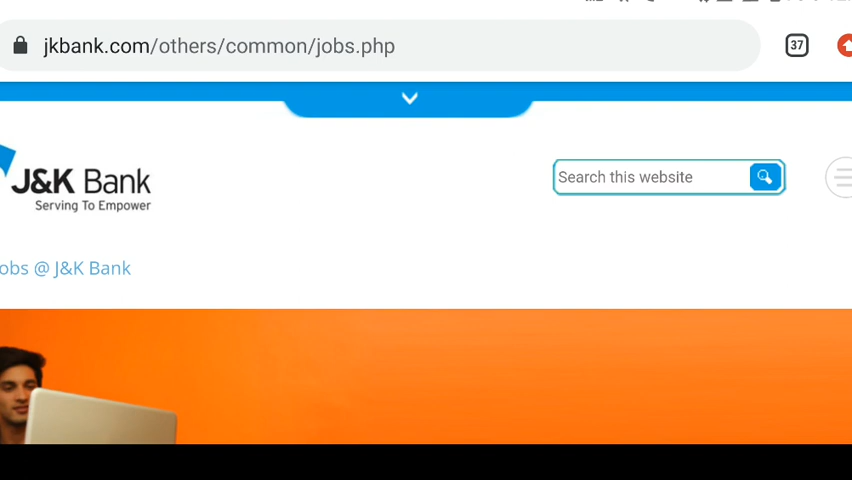 jkbank.com/others/common/jobs.php
37
J&K Bank
Serving To Empower
Search this website
obs @ J&K Bank